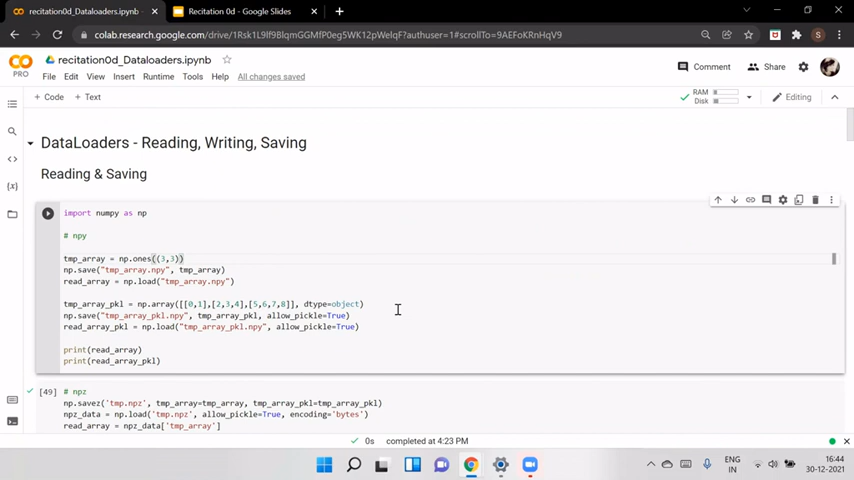 recitation0d_Dataloaders.ipynb -
Recitation 0d - Google Slides
colab.research.google.com/drive/
PRO
recitation0d_Dataloaders.ipynb
File Edit View Insert Runtime Tools Help All changes saved
Comment Share
+ Code + Text
RAM
Disk
Editing
DataLoaders - Reading, Writing, Saving
Reading & Saving
import numpy as np
# npy
tmp_array = np.ones((3,3))
np.save("tmp_array.npy", tmp_array)
read_array = np.load("tmp_array.npy")
tmp_array_pkl = np.array([[0,1],[2,3,4],[5,6,7,8]], dtype=object)
np.save("tmp_array_pkl.npy", tmp_array_pkl, allow_pickle=True)
read_array_pkl = np.load("tmp_array_pkl.npy", allow_pickle=True)
print(read_array)
print(read_array_pkl)
[49] # npz
np.savez('tmp.npz', tmp_array=tmp_array, tmp_array_pkl=tmp_array_pkl)
npz_data = np.load('tmp.npz', allow_pickle=True, encoding='bytes')
read_array = npz_data['tmp_array']
0s completed at 4:23 PM
ENG
IN
16:44
30-12-2021